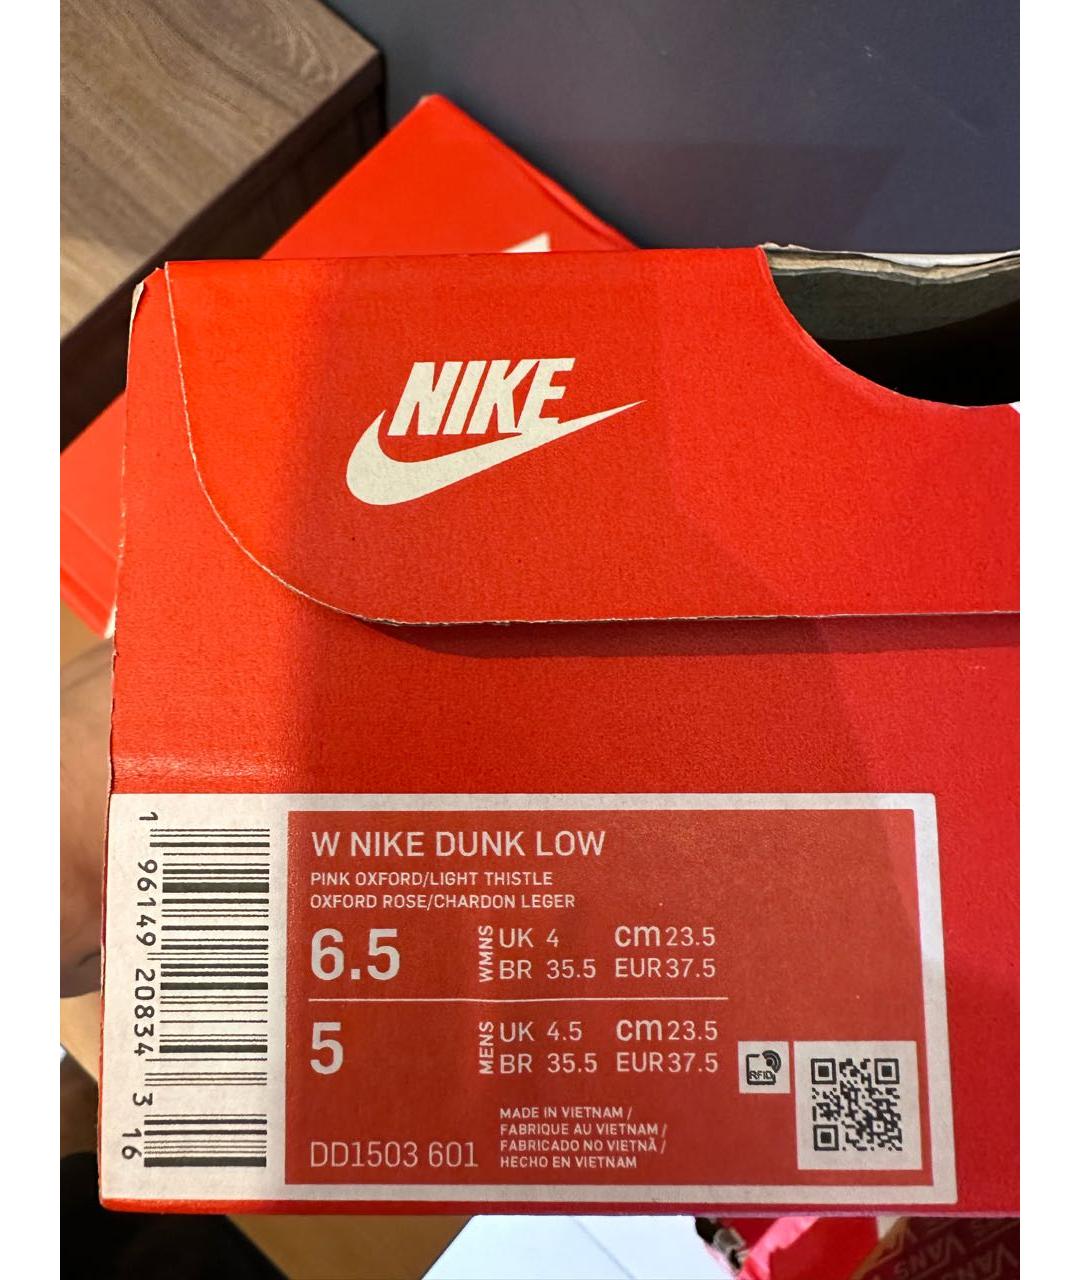 NIKE
W NIKE DUNK LOW
PINK OXFORD/LIGHT THISTLE
OXFORD ROSE/CHARDON LEGER
6.5 WMNS UK 4 cm 23.5
BR 35.5 EUR 37.5
5 MENS UK 4.5 cm 23.5
BR 35.5 EUR 37.5
RFID
MADE IN VIETNAM /
FABRIQUE AU VIETNAM /
FABRICADO NO VIETNÃ /
HECHO EN VIETNAM
DD1503 601
1 96149 20834 3 16
VANS
VANS